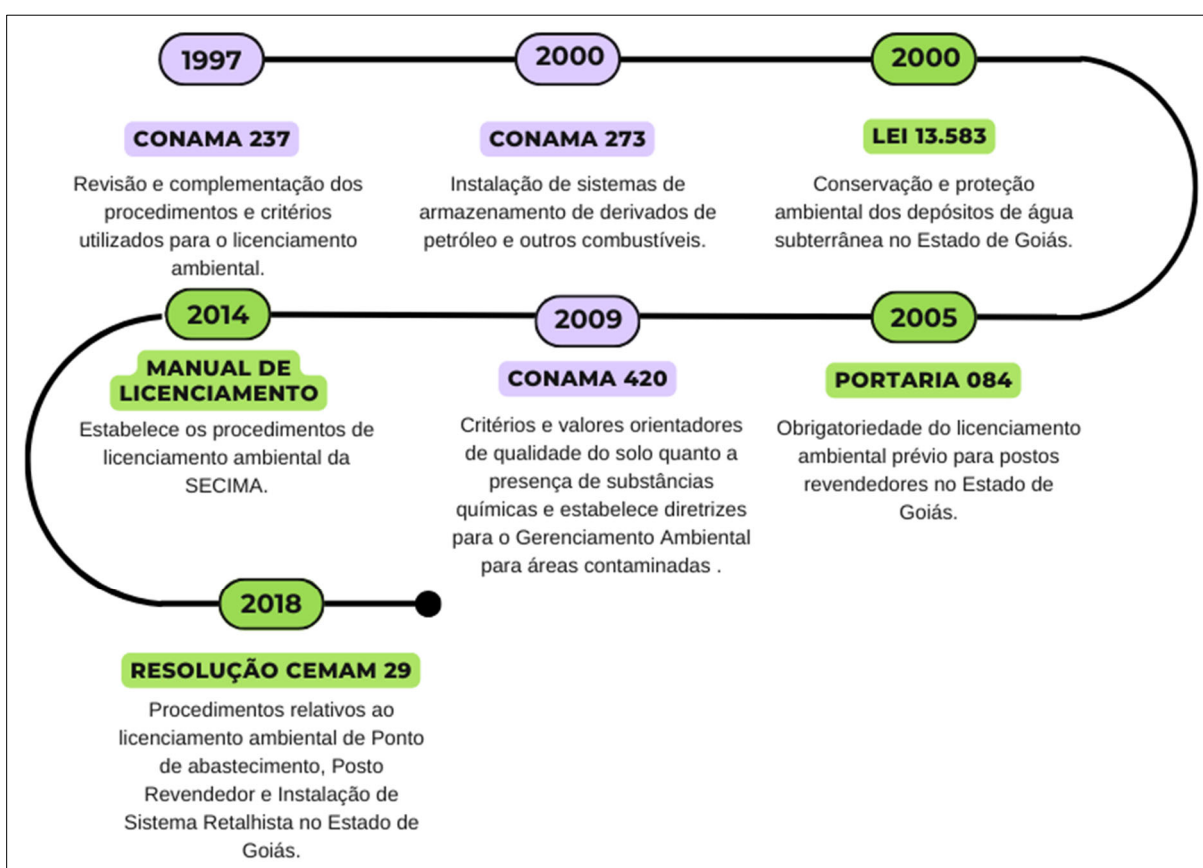 1997
CONAMA 237
Revisão e complementação dos
procedimentos e critérios
utilizados para o licenciamento
ambiental.
2000
CONAMA 273
Instalação de sistemas de
armazenamento de derivados de
petróleo e outros combustíveis.
2000
LEI 13.583
Conservação e proteção
ambiental dos depósitos de água
subterrânea no Estado de Goiás.
2005
PORTARIA 084
Obrigatoriedade do licenciamento
ambiental prévio para postos
revendedores no Estado de
Goiás.
2009
CONAMA 420
Critérios e valores orientadores
de qualidade do solo quanto a
presença de substâncias
químicas e estabelece diretrizes
para o Gerenciamento Ambiental
para áreas contaminadas .
2014
MANUAL DE
LICENCIAMENTO
Estabelece os procedimentos de
licenciamento ambiental da
SECIMA.
2018
RESOLUÇÃO CEMAM 29
Procedimentos relativos ao
licenciamento ambiental de Ponto
de abastecimento, Posto
Revendedor e Instalação de
Sistema Retalhista no Estado de
Goiás.